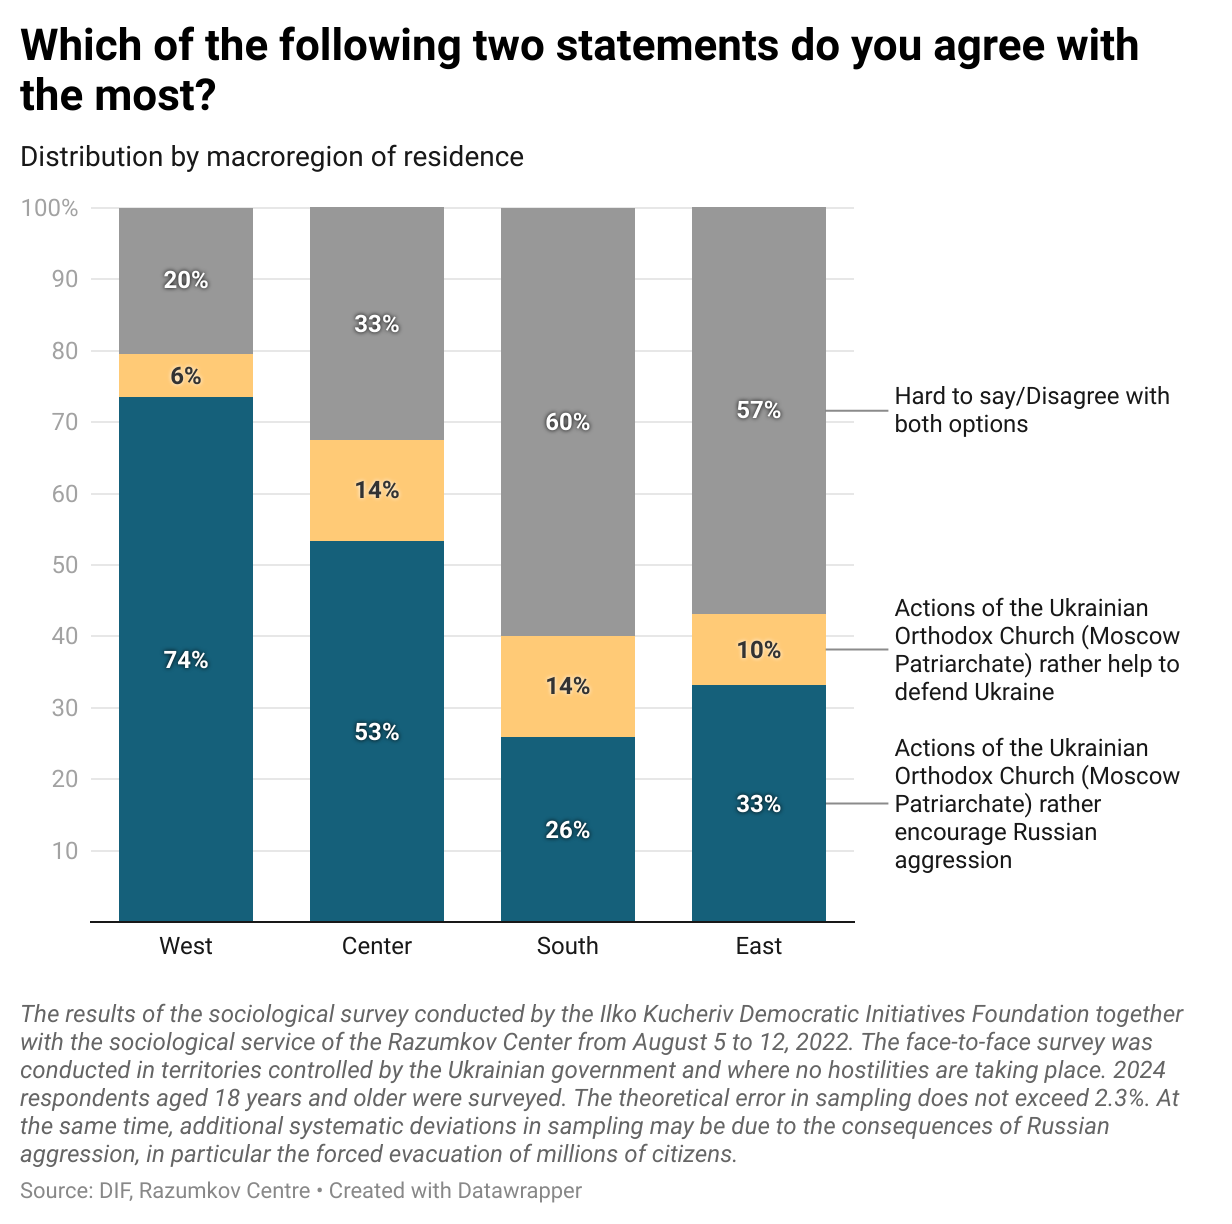 Which of the following two statements do you agree with
the most?
Distribution by macroregion of residence
100%
90
80
70
60
50
40
30
20
10
20%
6%
74%
33%
14%
53%
60%
14%
26%
57%
10%
33%
Hard to say/Disagree with
both options
Actions of the Ukrainian
Orthodox Church (Moscow
Patriarchate) rather help to
defend Ukraine
Actions of the Ukrainian
Orthodox Church (Moscow
Patriarchate) rather
encourage Russian
aggression
West
Center
South
East
The results of the sociological survey conducted by the Ilko Kucheriv Democratic Initiatives Foundation together
with the sociological service of the Razumkov Center from August 5 to 12, 2022. The face-to-face survey was
conducted in territories controlled by the Ukrainian government and where no hostilities are taking place. 2024
respondents aged 18 years and older were surveyed. The theoretical error in sampling does not exceed 2.3%. At
the same time, additional systematic deviations in sampling may be due to the consequences of Russian
aggression, in particular the forced evacuation of millions of citizens.
Source: DIF, Razumkov Centre • Created with Datawrapper